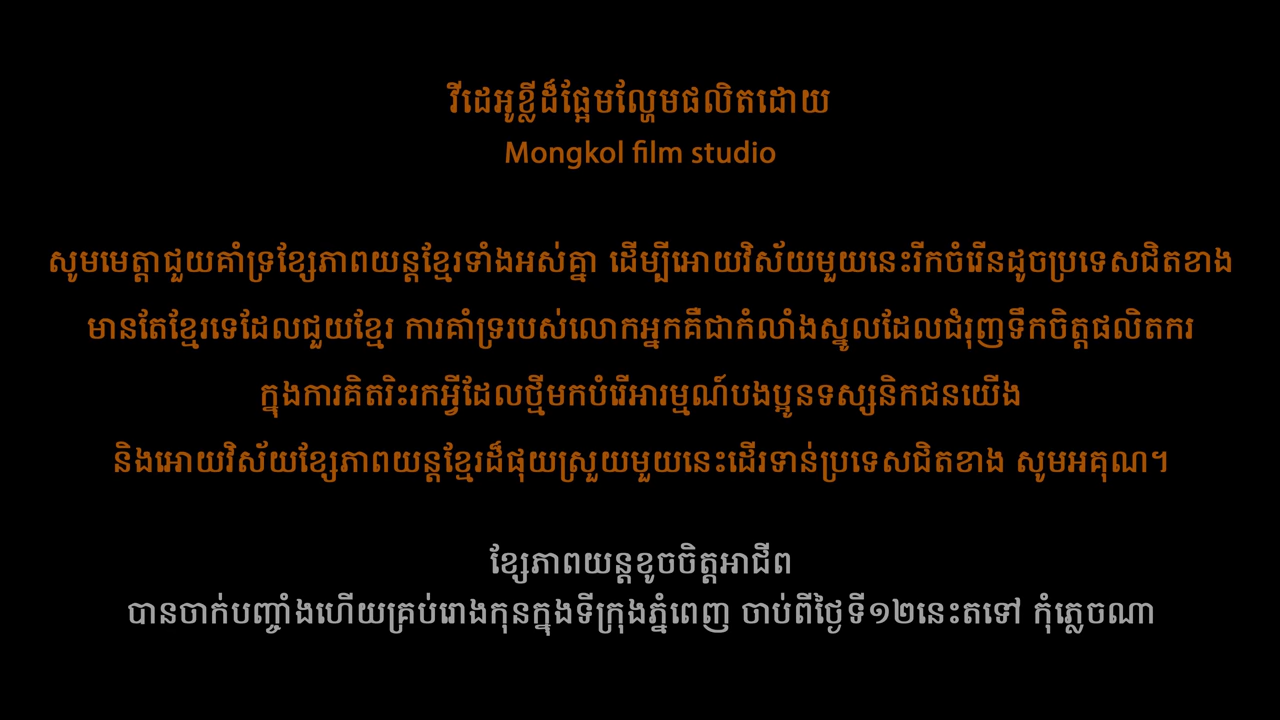 វីដេអូខ្លីដ៏ផ្អែមល្ហែមផលិតដោយ
Mongkol film studio
សូមមេត្តាជួយគាំទ្រខ្សែភាពយន្តខ្មែរទាំងអស់គ្នា ដើម្បីអោយវិស័យមួយនេះរីកចំរើនដូចប្រទេសជិតខាង
មានតែខ្មែរទេដែលជួយខ្មែរ ការគាំទ្ររបស់លោកអ្នកគឺជាកំលាំងស្នូលដែលជំរុញទឹកចិត្តផលិតករ
ក្នុងការគិតរិះរកអ្វីដែលថ្មីមកបំរើអារម្មណ៍បងប្អូនទស្សនិកជនយើង
និងអោយវិស័យខ្សែភាពយន្តខ្មែរដ៏ផុយស្រួយមួយនេះដើរទាន់ប្រទេសជិតខាង សូមអគុណ។
ខ្សែភាពយន្តខូចចិត្តអាជីព
បានចាក់បញ្ចាំងហើយគ្រប់រោងកុនក្នុងទីក្រុងភ្នំពេញ ចាប់ពីថ្ងៃទី១២នេះតទៅ កុំភ្លេចណា